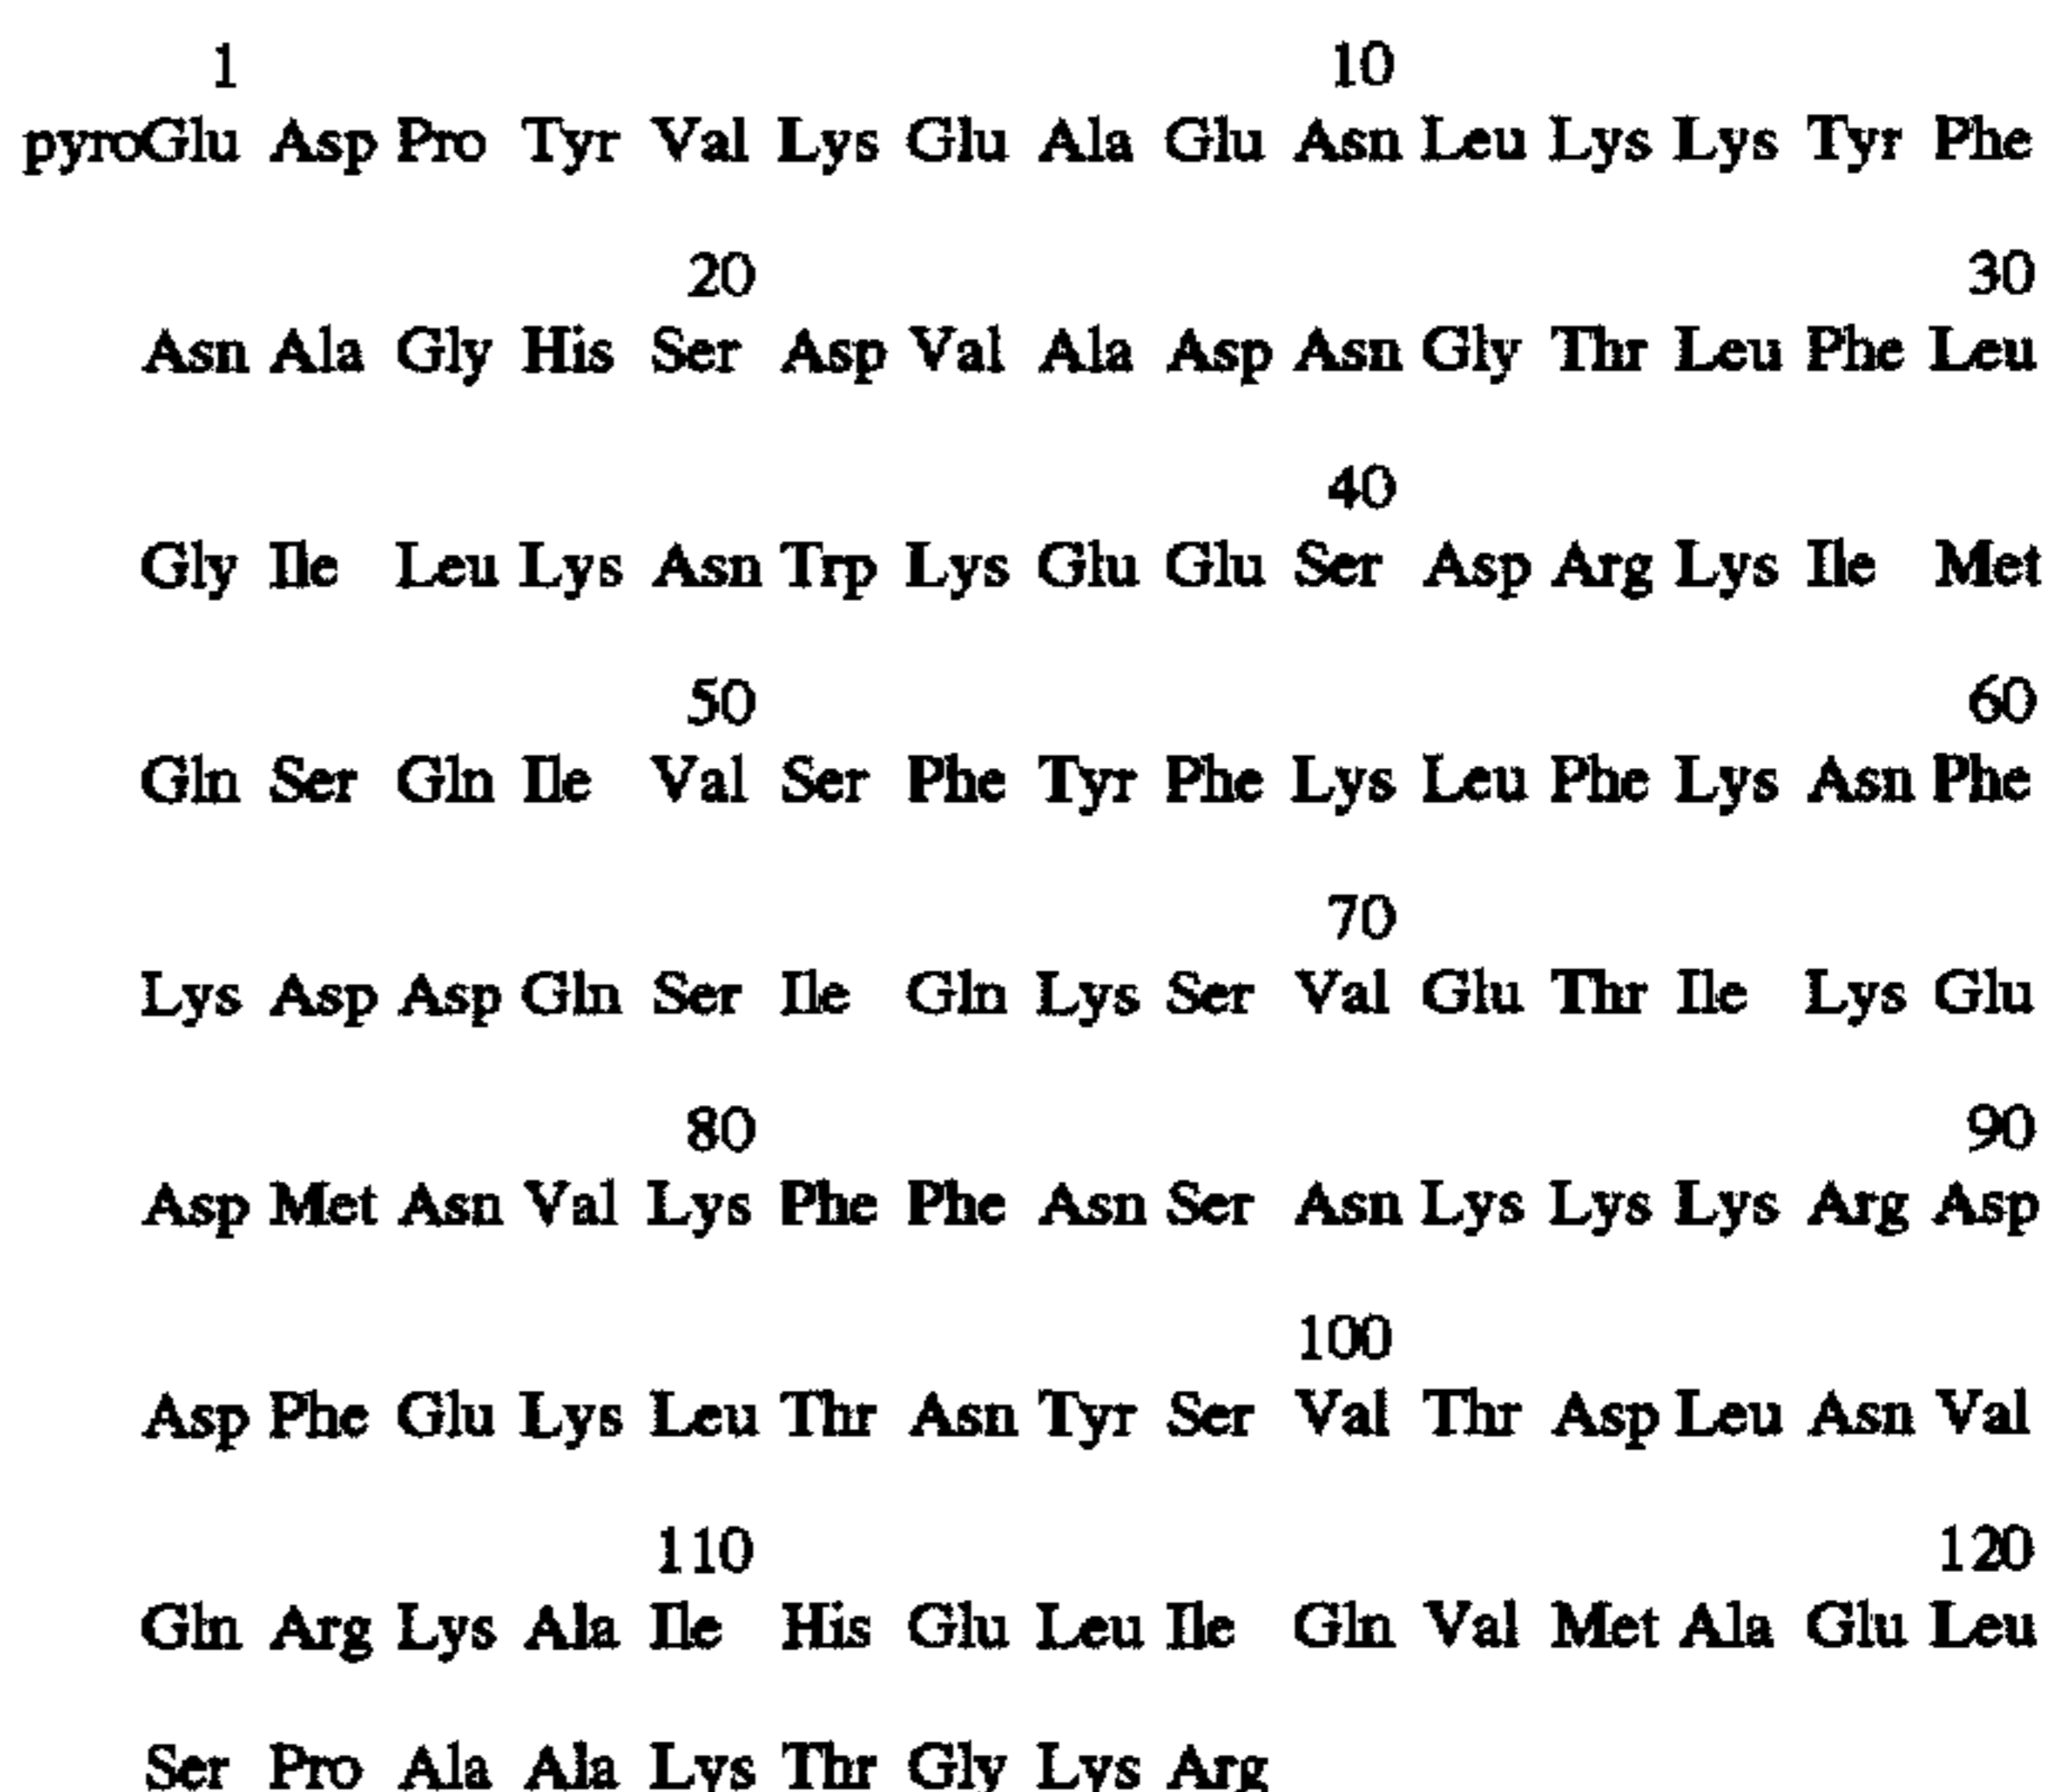 1 10
pyroGlu Asp Pro Tyr Val Lys Glu Ala Glu Asn Leu Lys Lys Tyr Phe
20 30
Asn Ala Gly His Ser Asp Val Ala Asp Asn Gly Thr Leu Phe Leu
40
Gly Ile Leu Lys Asn Trp Lys Glu Glu Ser Asp Arg Lys Ile Met
50 60
Gln Ser Gln Ile Val Ser Phe Tyr Phe Lys Leu Phe Lys Asn Phe
70
Lys Asp Asp Gln Ser Ile Gln Lys Ser Val Glu Thr Ile Lys Glu
80 90
Asp Met Asn Val Lys Phe Phe Asn Ser Asn Lys Lys Lys Arg Asp
100
Asp Phe Glu Lys Leu Thr Asn Tyr Ser Val Thr Asp Leu Asn Val
110 120
Gln Arg Lys Ala Ile His Glu Leu Ile Gln Val Met Ala Glu Leu
Ser Pro Ala Ala Lys Thr Gly Lys Arg